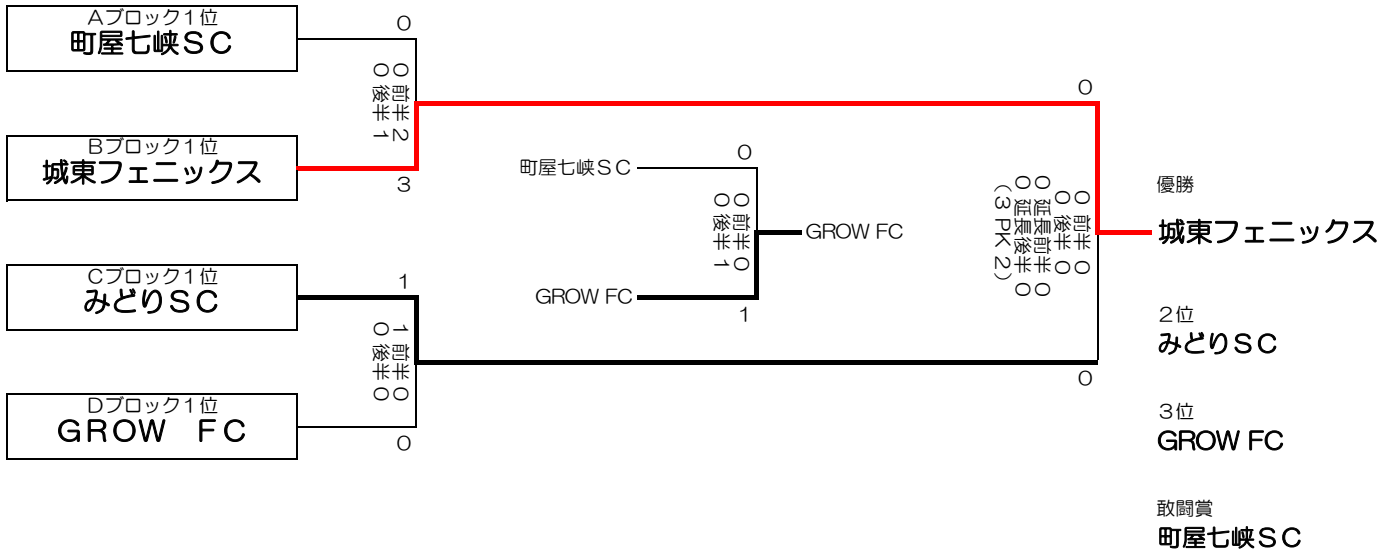 Aブロック1位
町屋七峡SC
Bブロック1位
城東フェニックス
Cブロック1位
みどりSC
Dブロック1位
GROW FC
0
0 前半 2
0 後半 1
3
1
1 前半 0
0 後半 0
0
町屋七峡SC
0
0 前半 0
0 後半 1
GROW FC
1
GROW FC
0
0 前半 0
0 後半 0
0 延長前半 0
0 延長後半 0
(3 PK 2)
0
優勝
城東フェニックス
2位
みどりSC
3位
GROW FC
敢闘賞
町屋七峡SC